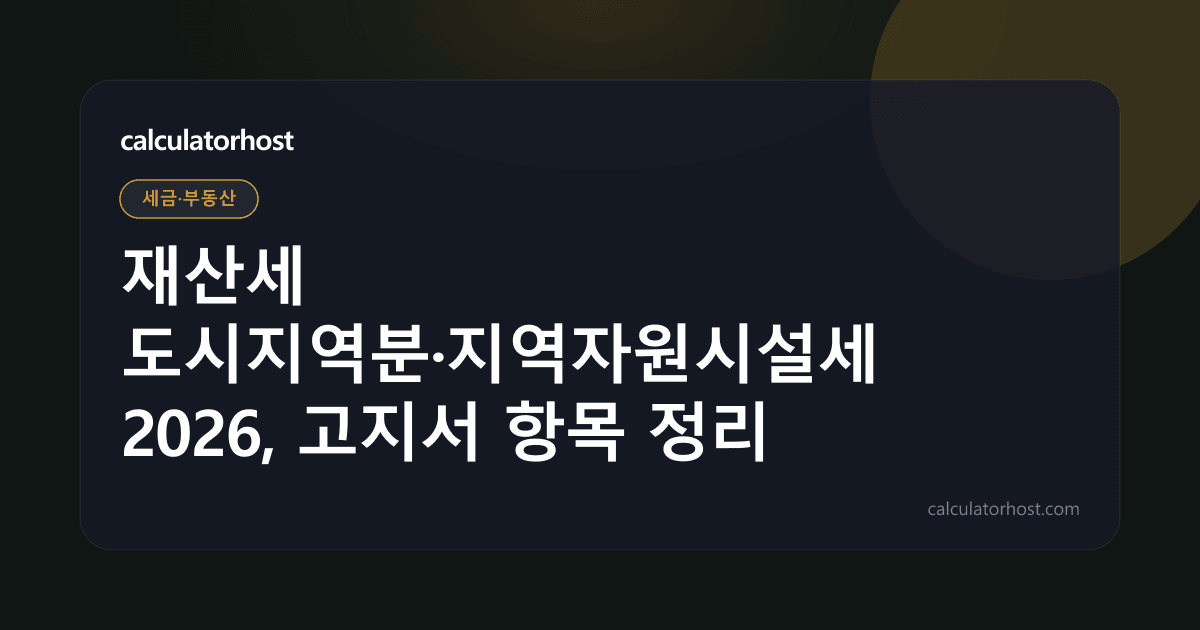 calculatorhost
세금·부동산
재산세
도시지역분·지역자원시설세
2026, 고지서 항목 정리
calculatorhost.com